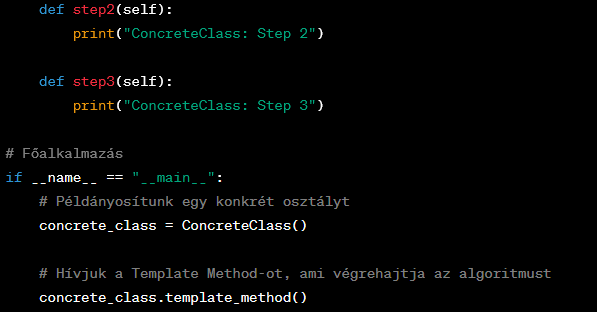 def step2(self):
print("ConcreteClass: Step 2")
def step3(self):
print("ConcreteClass: Step 3")
# Főalkalmazás
if __name__ == "__main__":
# Példányosítunk egy konkrét osztályt
concrete_class = ConcreteClass()
# Hívjuk a Template Method-ot, ami végrehajtja az algoritmust
concrete_class.template_method()